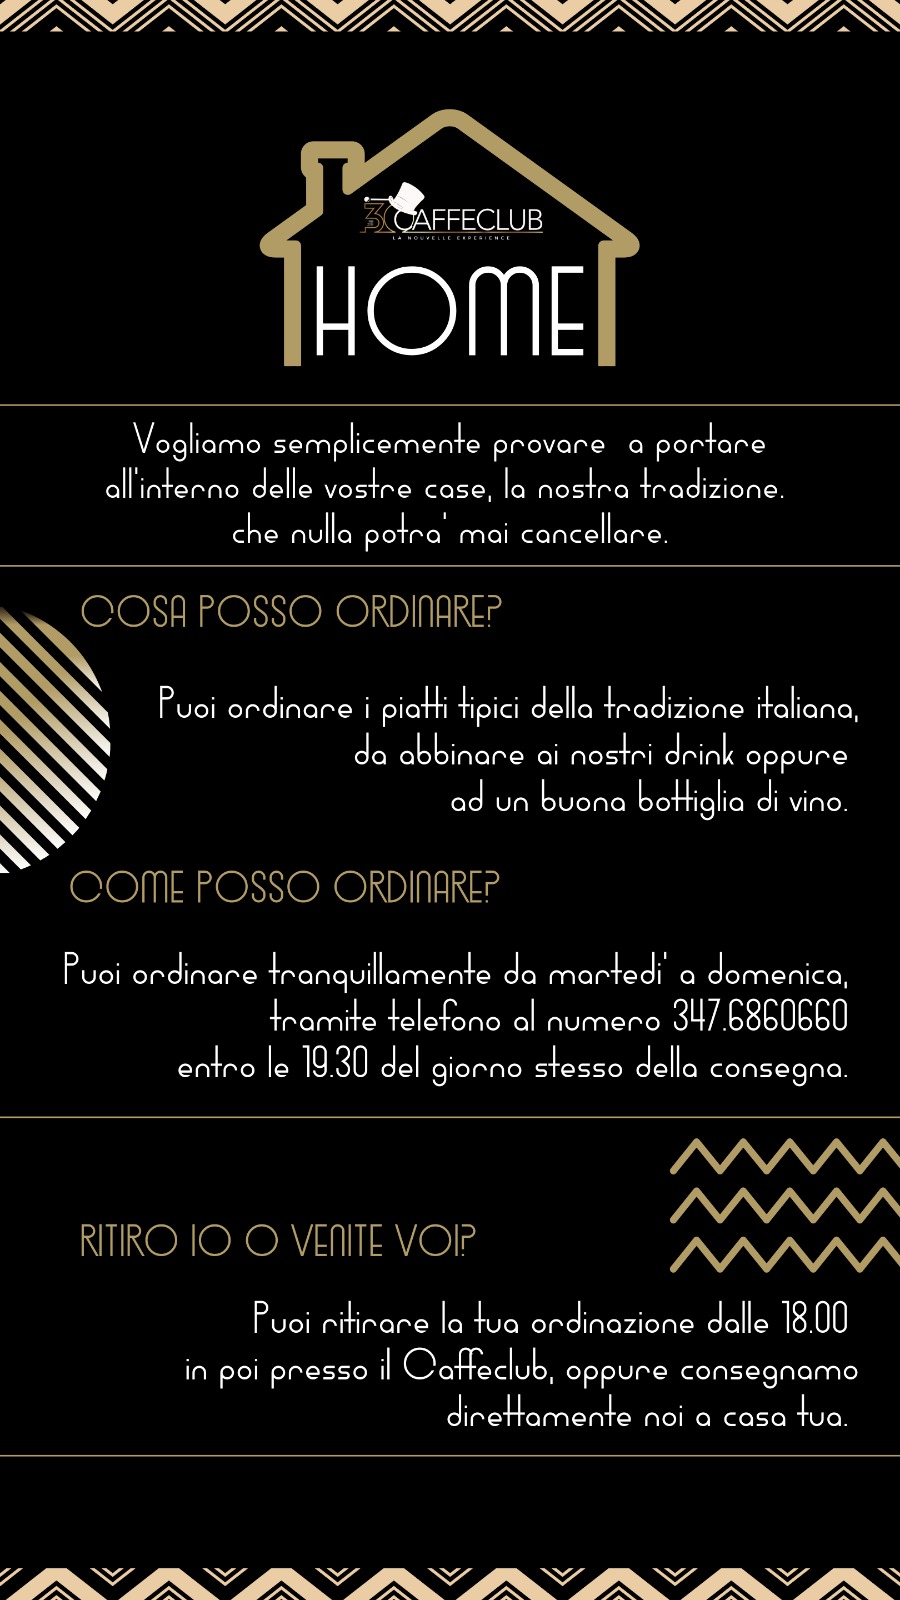 30 CAFFECLUB
LA NOUVELLE EXPERIENCE
HOME
Vogliamo semplicemente provare a portare
all'interno delle vostre case, la nostra tradizione.
che nulla potra' mai cancellare.
COSA POSSO ORDINARE?
Puoi ordinare i piatti tipici della tradizione italiana,
da abbinare ai nostri drink oppure
ad un buona bottiglia di vino.
COME POSSO ORDINARE?
Puoi ordinare tranquillamente da martedi' a domenica,
tramite telefono al numero 347.6860660
entro le 19.30 del giorno stesso della consegna.
RITIRO IO O VENITE VOI?
Puoi ritirare la tua ordinazione dalle 18.00
in poi presso il Caffeclub, oppure consegnamo
direttamente noi a casa tua.